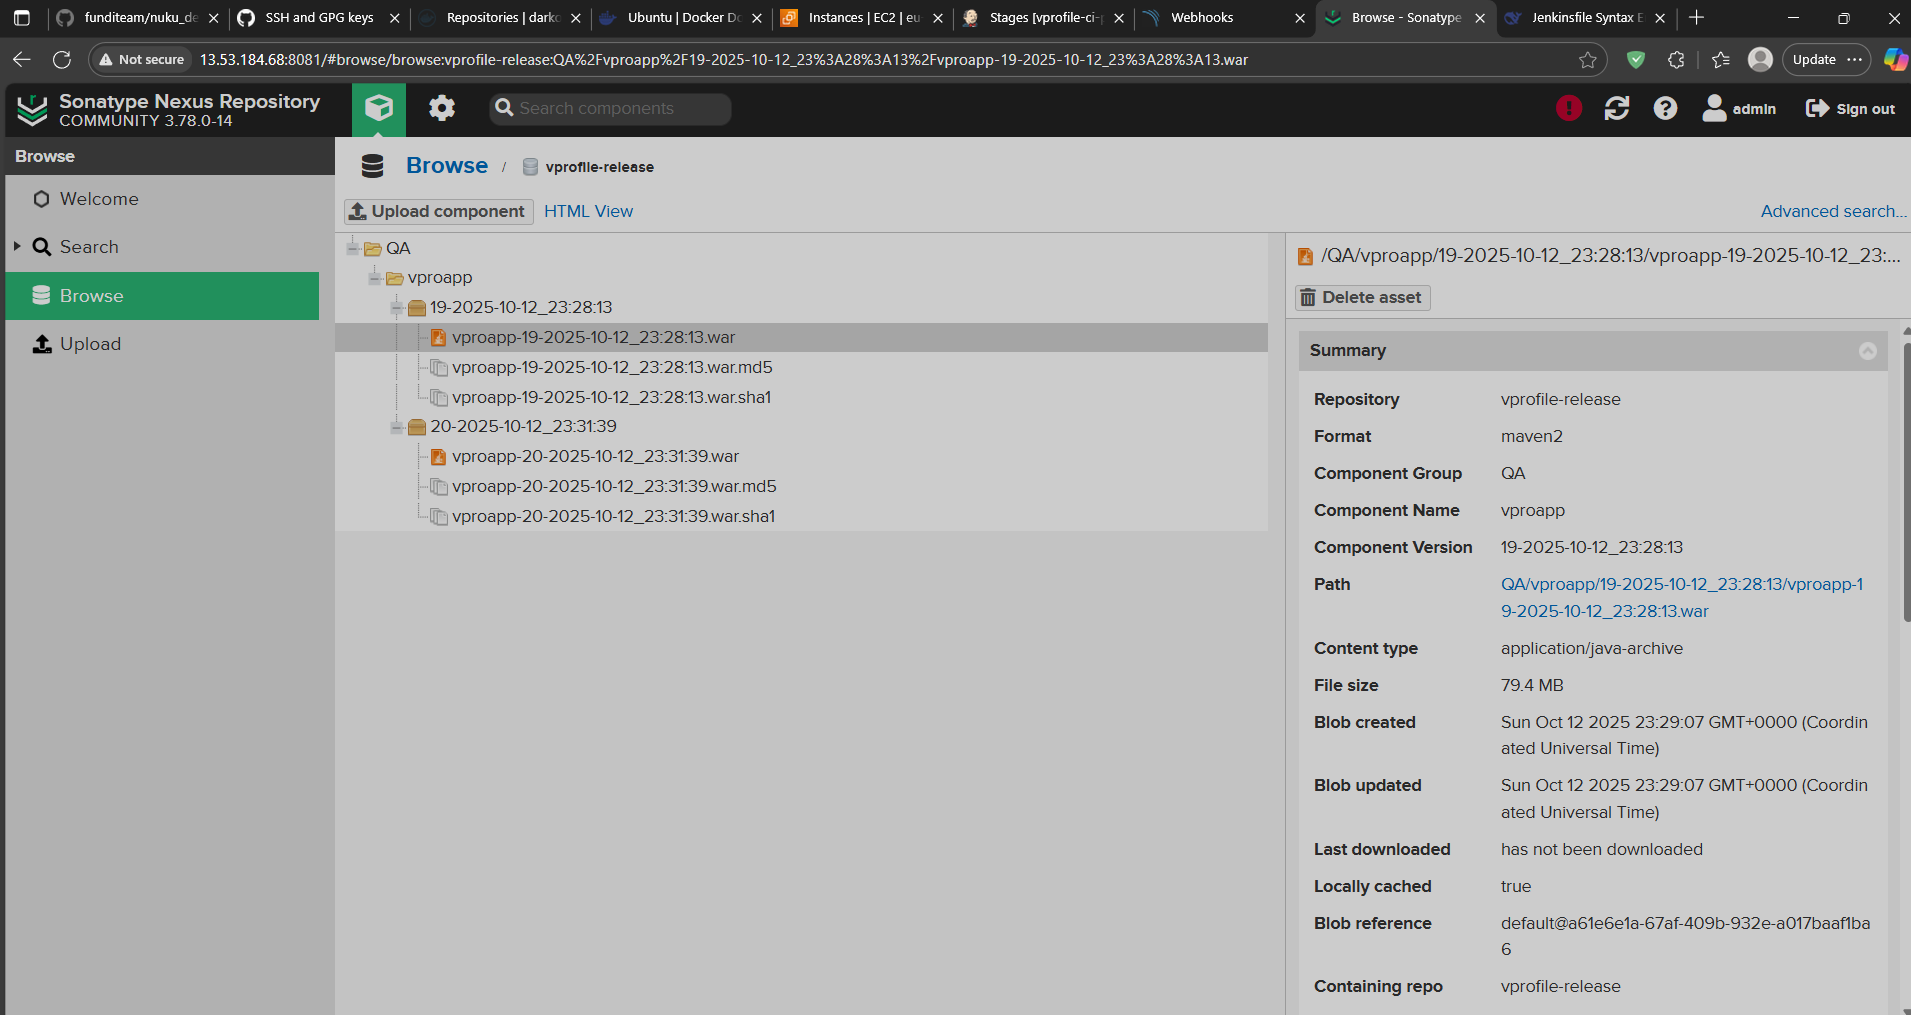 funditeam/nuku_de
SSH and GPG keys
Repositories | darko
Ubuntu | Docker Do
Instances | EC2 | eu
Stages [vprofile-ci-p
Webhooks
Browse - Sonatype
Jenkinsfile Syntax E
Not secure
13.53.184.68:8081/#browse/browse:vprofile-release:QA%2Fvproapp%2F19-2025-10-12_23%3A28%3A13%2Fvproapp-19-2025-10-12_23%3A28%3A13.war
Update
Sonatype Nexus Repository
COMMUNITY 3.78.0-14
Search components
admin
Sign out
Browse
Welcome
Search
Browse
Upload
Browse / vprofile-release
Upload component
HTML View
Advanced search...
QA
vproapp
19-2025-10-12_23:28:13
vproapp-19-2025-10-12_23:28:13.war
vproapp-19-2025-10-12_23:28:13.war.md5
vproapp-19-2025-10-12_23:28:13.war.sha1
20-2025-10-12_23:31:39
vproapp-20-2025-10-12_23:31:39.war
vproapp-20-2025-10-12_23:31:39.war.md5
vproapp-20-2025-10-12_23:31:39.war.sha1
/QA/vproapp/19-2025-10-12_23:28:13/vproapp-19-2025-10-12_23:...
Delete asset
Summary
Repository vprofile-release
Format maven2
Component Group QA
Component Name vproapp
Component Version 19-2025-10-12_23:28:13
Path QA/vproapp/19-2025-10-12_23:28:13/vproapp-1
9-2025-10-12_23:28:13.war
Content type application/java-archive
File size 79.4 MB
Blob created Sun Oct 12 2025 23:29:07 GMT+0000 (Coordin
ated Universal Time)
Blob updated Sun Oct 12 2025 23:29:07 GMT+0000 (Coordin
ated Universal Time)
Last downloaded has not been downloaded
Locally cached true
Blob reference default@a61e6e1a-67af-409b-932e-a017baaf1ba
6
Containing repo vprofile-release